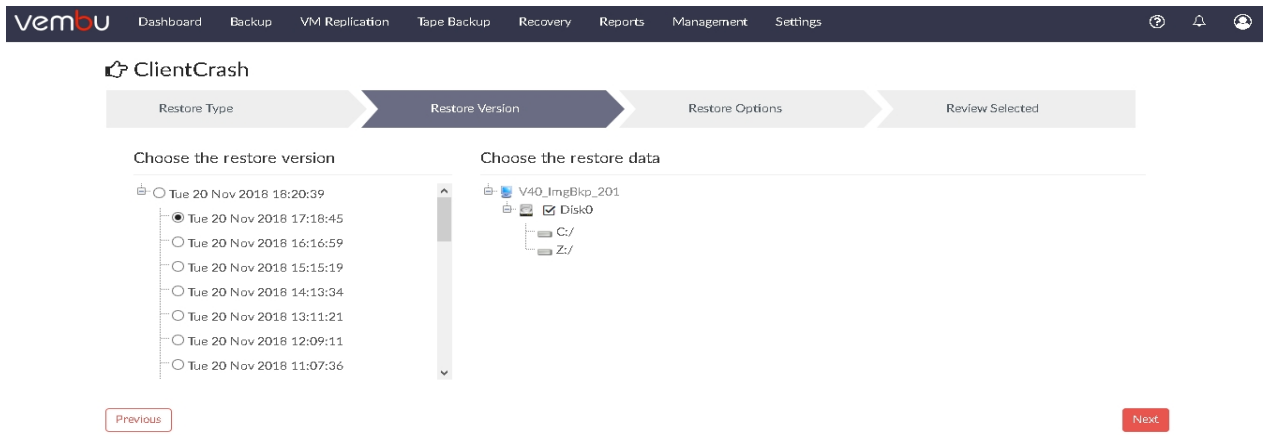 vembu Dashboard Backup VM Replication Tape Backup Recovery Reports Management Settings
ClientCrash
Restore Type Restore Version Restore Options Review Selected
Choose the restore version
Tue 20 Nov 2018 18:20:39
Tue 20 Nov 2018 17:18:45
Tue 20 Nov 2018 16:16:59
Tue 20 Nov 2018 15:15:19
Tue 20 Nov 2018 14:13:34
Tue 20 Nov 2018 13:11:21
Tue 20 Nov 2018 12:09:11
Tue 20 Nov 2018 11:07:36
Choose the restore data
V40_ImgBkp_201
Disk0
C:/
Z:/
Previous
Next